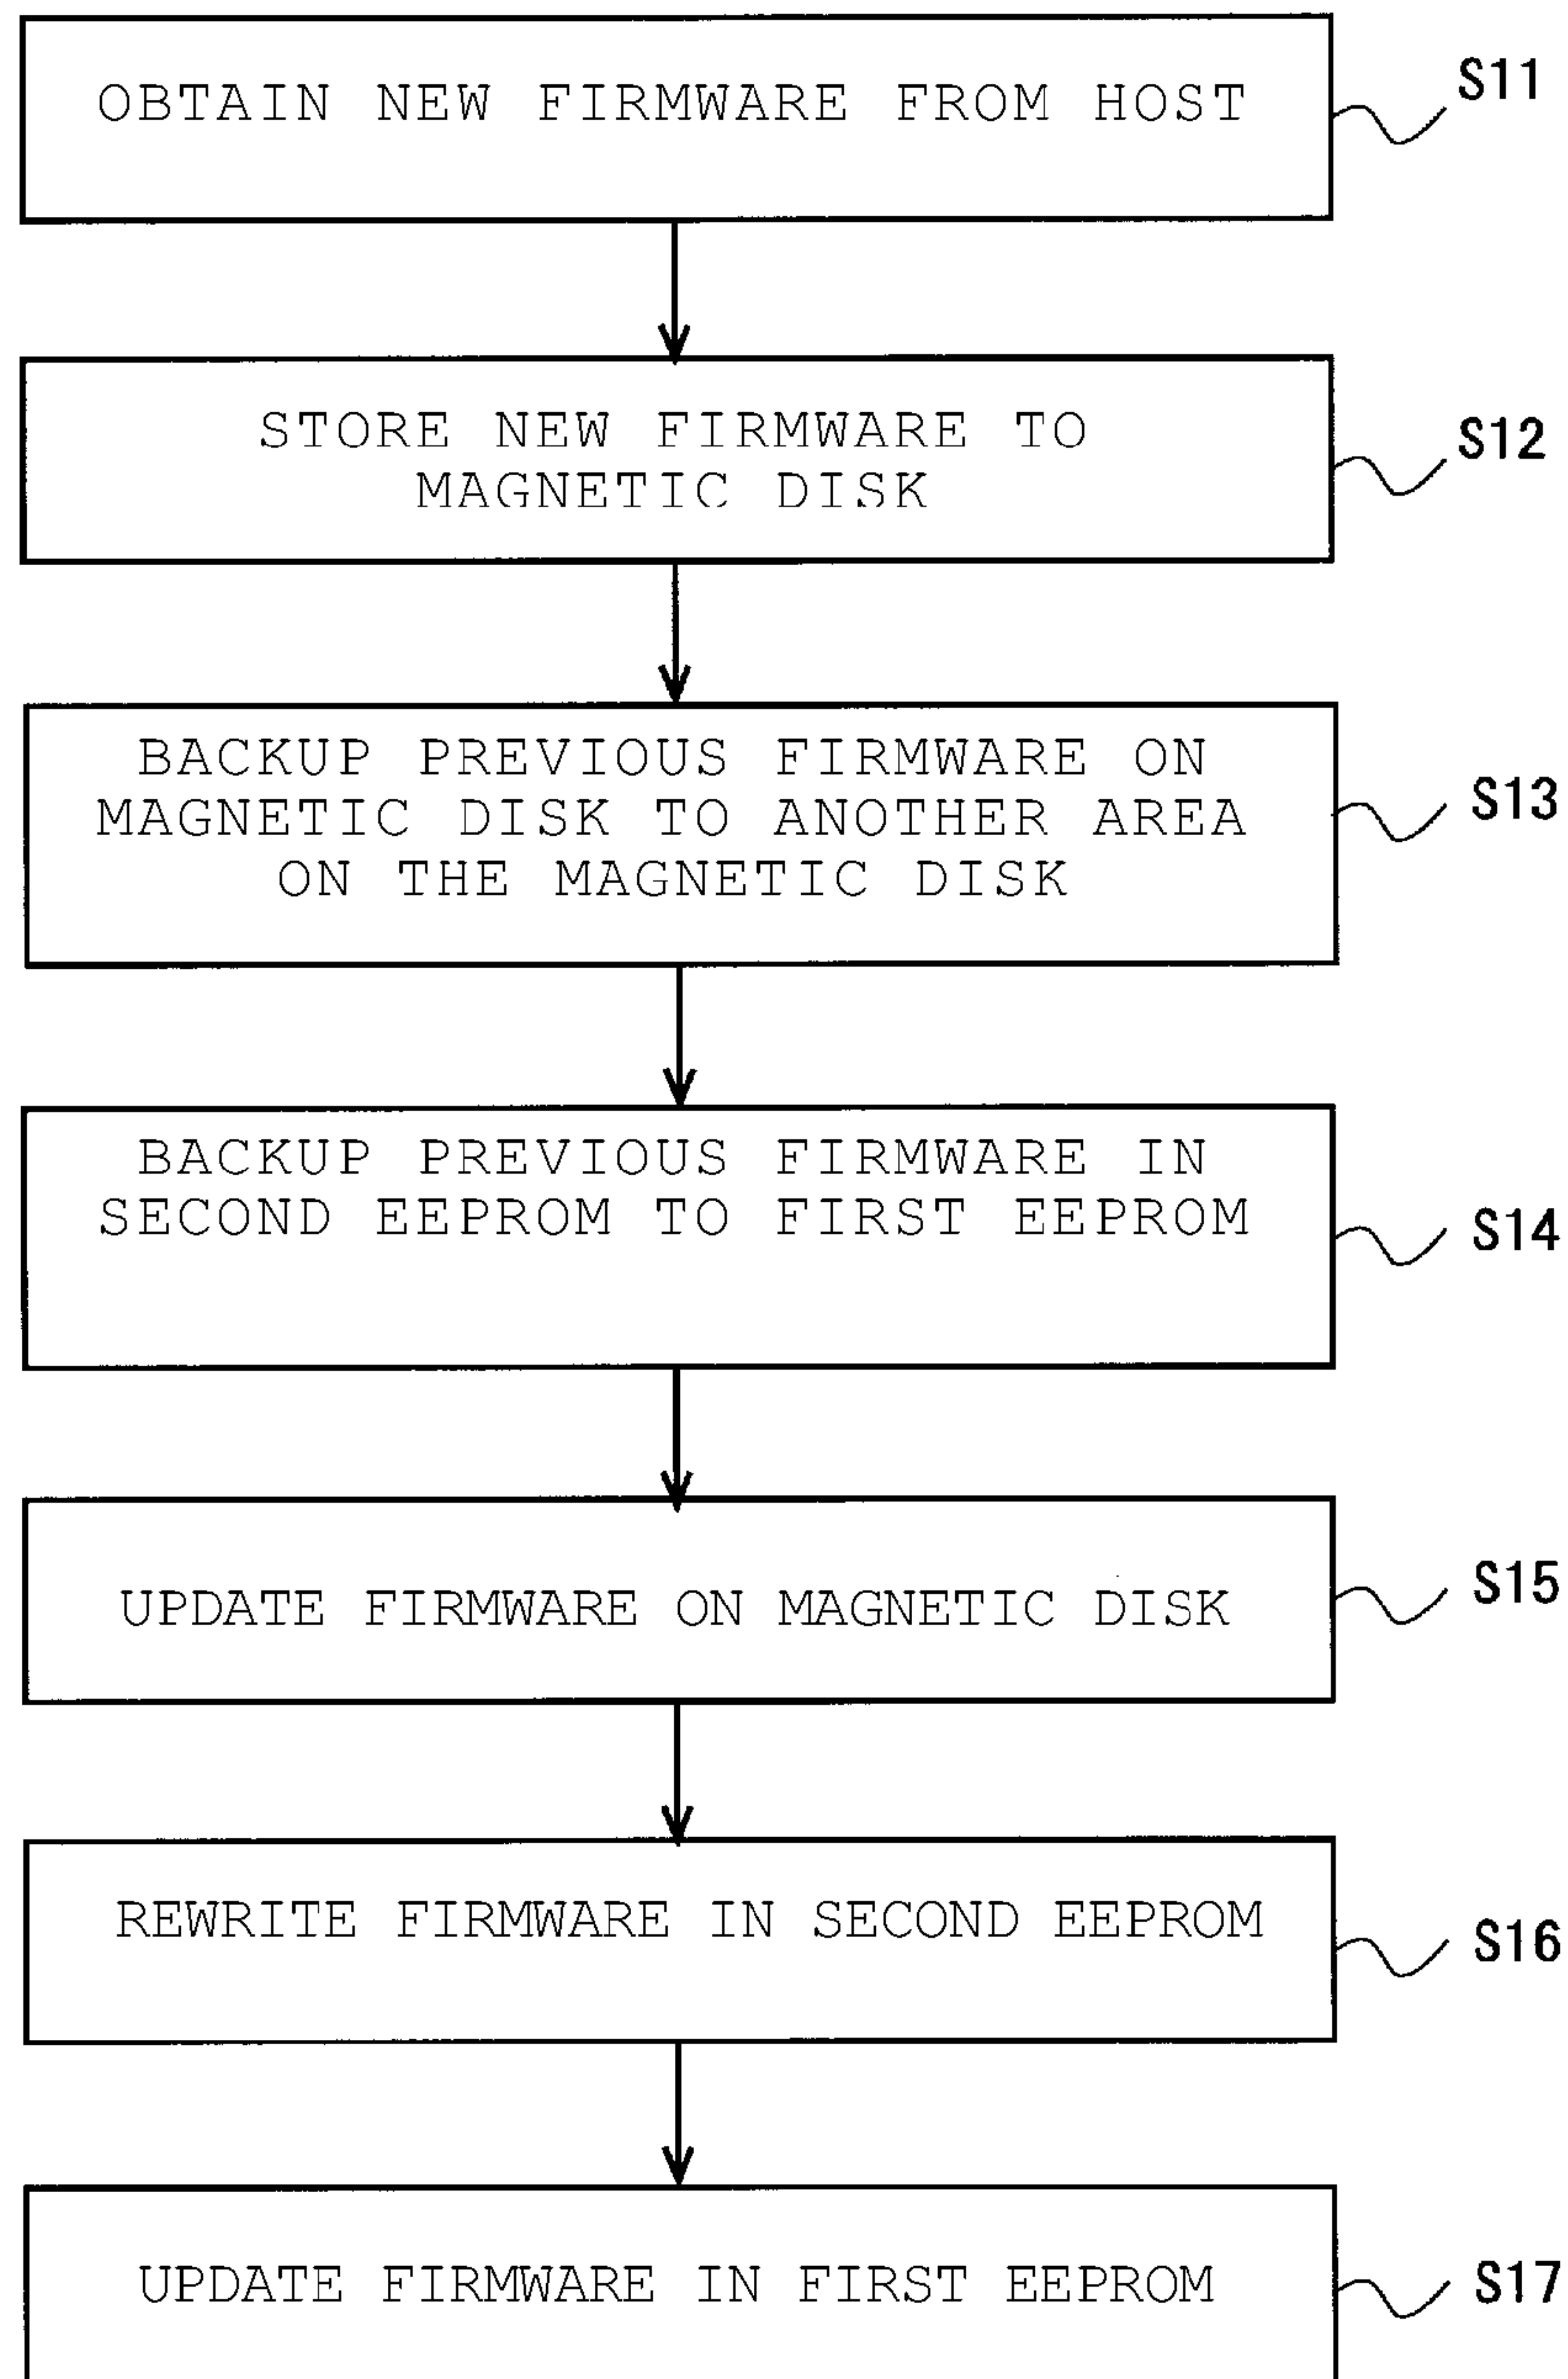 OBTAIN NEW FIRMWARE FROM HOST
S11
STORE NEW FIRMWARE TO
MAGNETIC DISK
S12
BACKUP PREVIOUS FIRMWARE ON
MAGNETIC DISK TO ANOTHER AREA
ON THE MAGNETIC DISK
S13
BACKUP PREVIOUS FIRMWARE IN
SECOND EEPROM TO FIRST EEPROM
S14
UPDATE FIRMWARE ON MAGNETIC DISK
S15
REWRITE FIRMWARE IN SECOND EEPROM
S16
UPDATE FIRMWARE IN FIRST EEPROM
S17